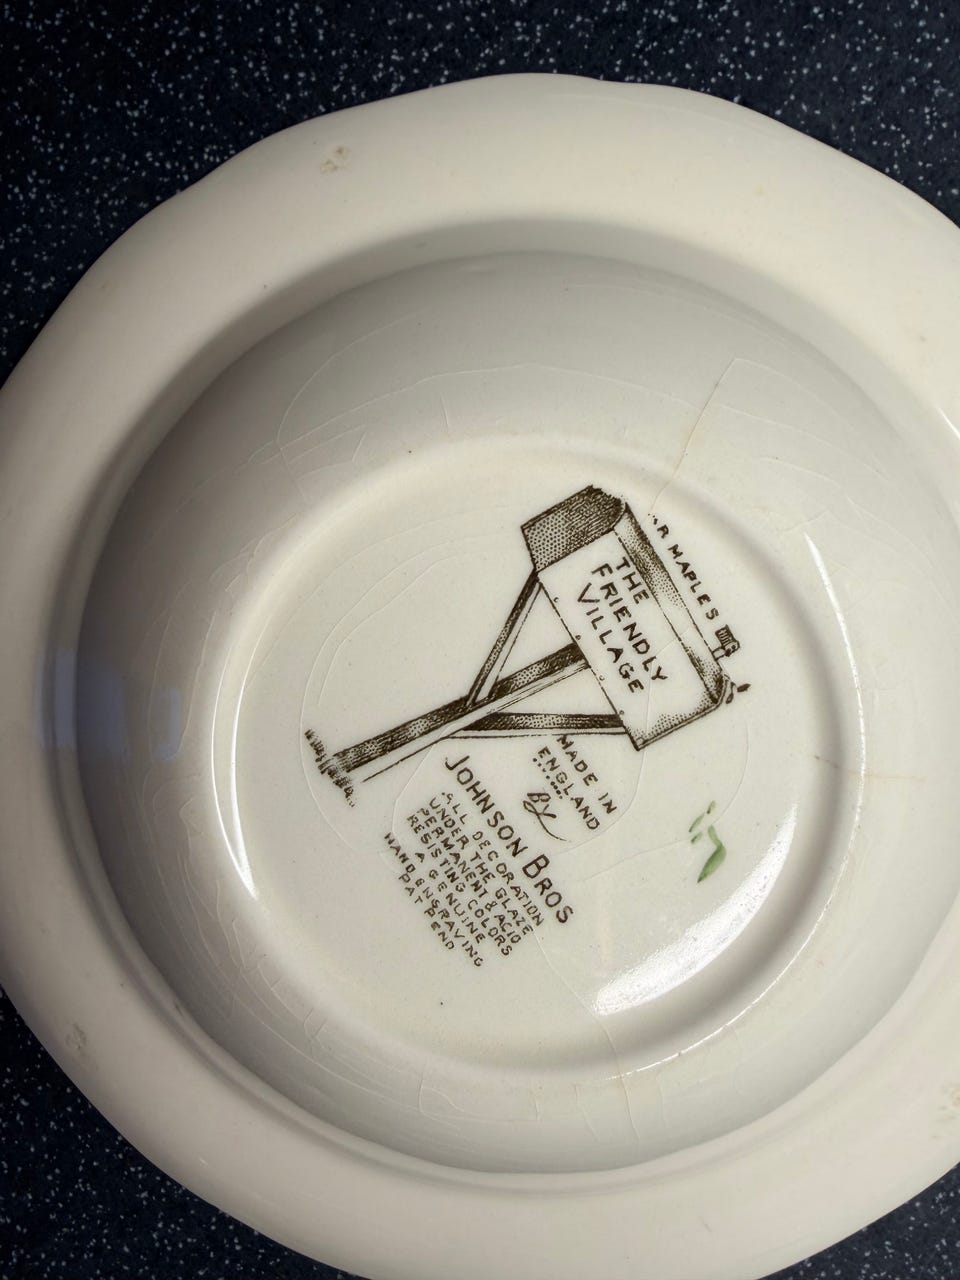 MAPLES
THE
FRIENDLY
VILLAGE
MADE IN
ENGLAND
BY
JOHNSON BROS
ALL DECORATION
UNDER THE GLAZE
PERMANENT & ACID
RESISTING COLORS
A GENUINE
HAND ENGRAVING
PAT PEND